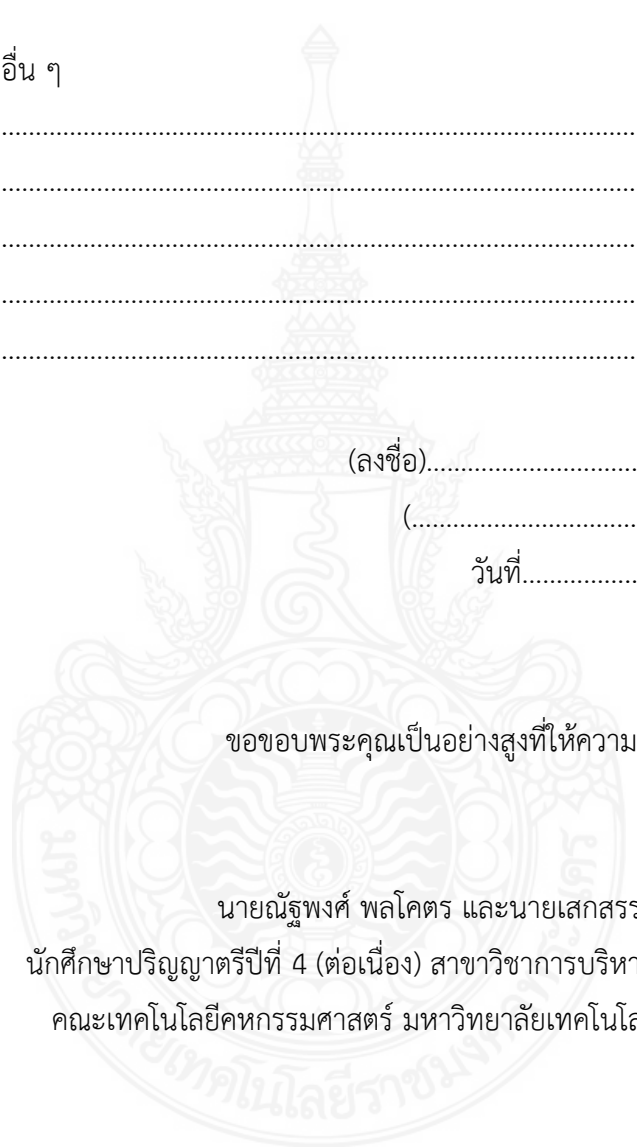 อื่น ๆ
.............................................................................................
.............................................................................................
.............................................................................................
.............................................................................................
.............................................................................................
(ลงชื่อ)...............................
(.................................
วันที่.................
ขอขอบพระคุณเป็นอย่างสูงที่ให้ความ
นายณัฐพงศ์ พลโคตร และนายเสกสรร
นักศึกษาปริญญาตรีปีที่ 4 (ต่อเนื่อง) สาขาวิชาการบริหา
คณะเทคโนโลยีคหกรรมศาสตร์ มหาวิทยาลัยเทคโนโล